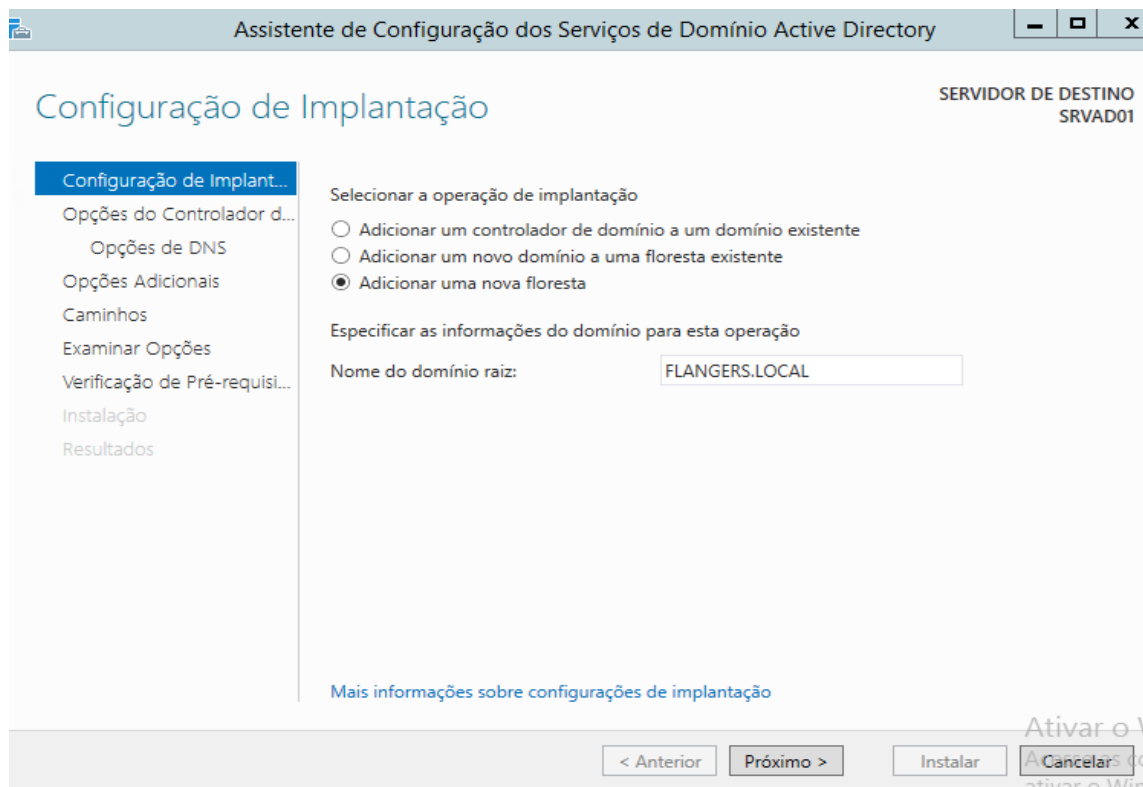 Assistente de Configuração dos Serviços de Domínio Active Directory
Configuração de Implantação
SERVIDOR DE DESTINO
SRVAD01
Configuração de Implant...
Opções do Controlador d...
Opções de DNS
Opções Adicionais
Caminhos
Examinar Opções
Verificação de Pré-requisi...
Instalação
Resultados
Selecionar a operação de implantação
Adicionar um controlador de domínio a um domínio existente
Adicionar um novo domínio a uma floresta existente
Adicionar uma nova floresta
Especificar as informações do domínio para esta operação
Nome do domínio raiz: FLANGERS.LOCAL
Mais informações sobre configurações de implantação
Ativar o
< Anterior Próximo > Instalar Cancelar
ativar o Win